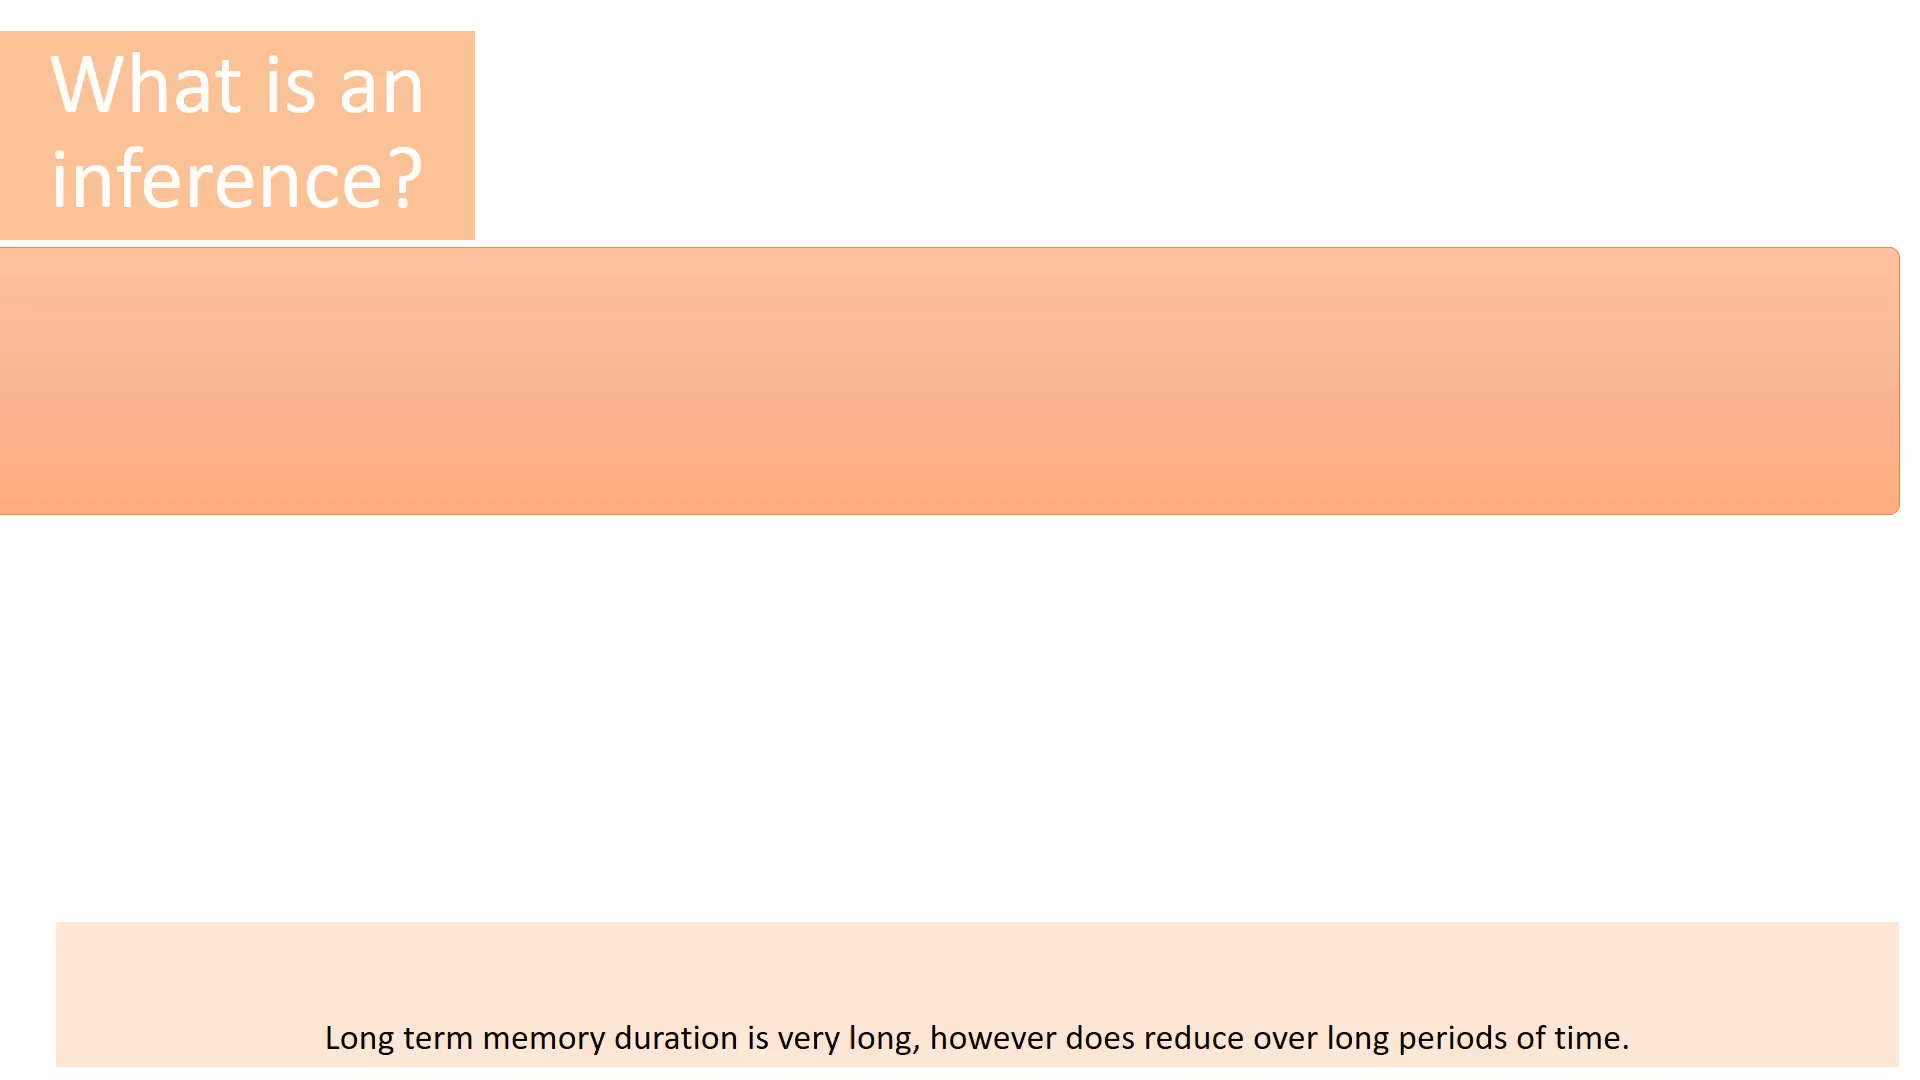 What is an
inference?
Long term memory duration is very long, however does reduce over long periods of time.